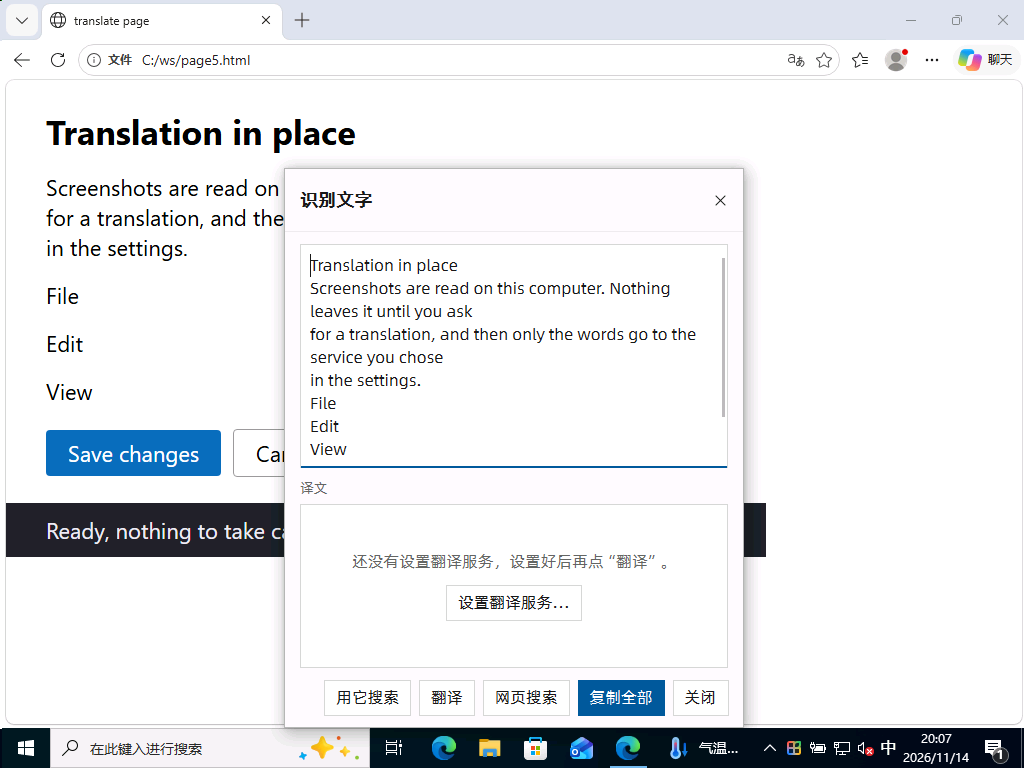 translate page
文件 C:/ws/page5.html
聊天
Translation in place
Screenshots are read on
for a translation, and the
in the settings.
File
Edit
View
Save changes
Ready, nothing to take
识别文字
Translation in place
Screenshots are read on this computer. Nothing
leaves it until you ask
for a translation, and then only the words go to the
service you chose
in the settings.
File
Edit
View
译文
还没有设置翻译服务，设置好后再点“翻译”。
设置翻译服务...
用它搜索 翻译 网页搜索 复制全部 关闭
在此键入进行搜索
气温...
中
20:07
2026/11/14
1